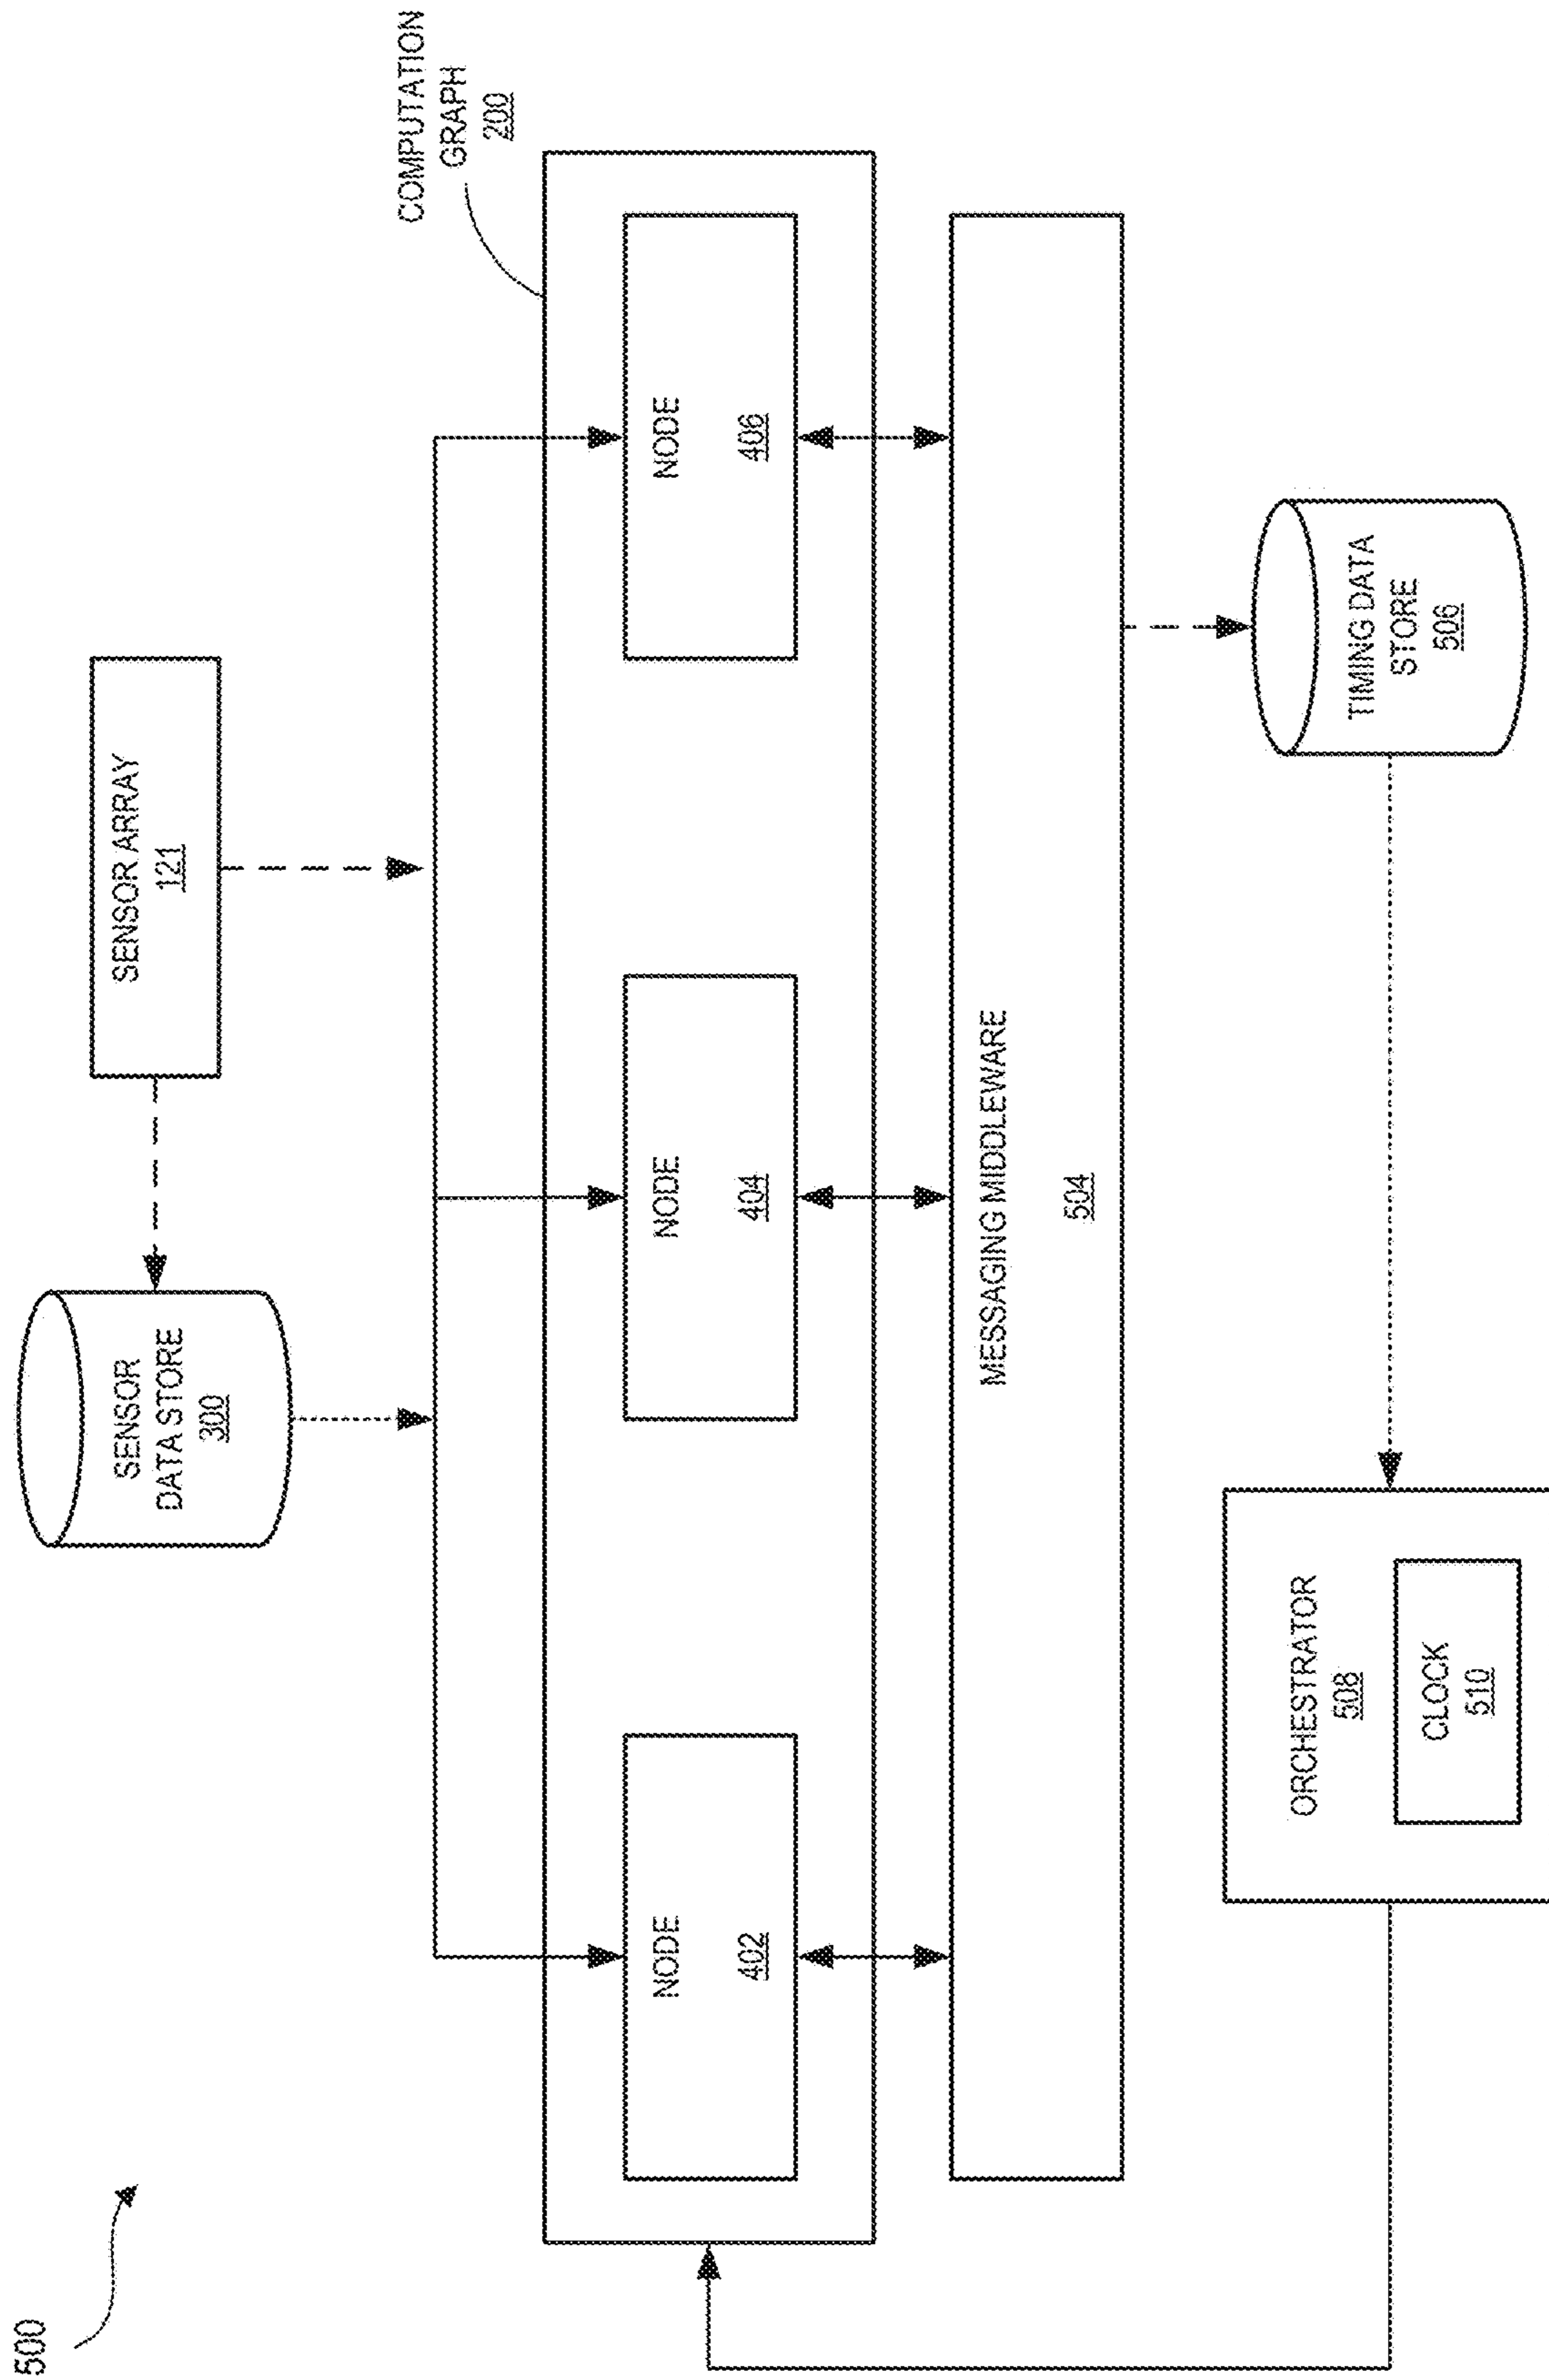 500
SENSOR
DATA STORE
300
SENSOR ARRAY
121
COMPUTATION
GRAPH
200
NODE
402
NODE
404
NODE
406
MESSAGING MIDDLEWARE
504
ORCHESTRATOR
508
CLOCK
510
TIMING DATA
STORE
506